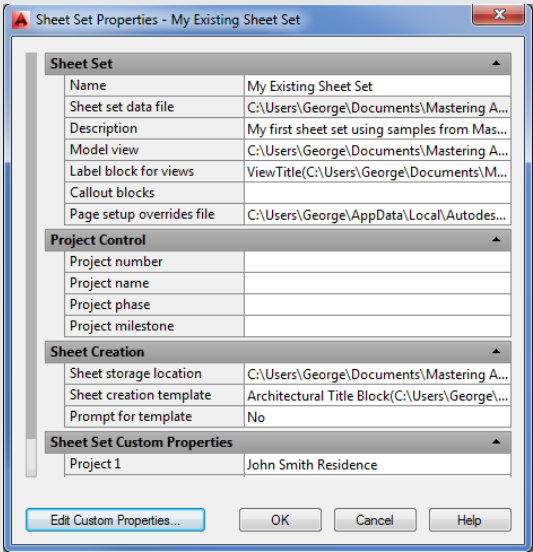 Sheet Set Properties - My Existing Sheet Set
Sheet Set
Name My Existing Sheet Set
Sheet set data file C:\Users\George\Documents\Mastering A...
Description My first sheet set using samples from Mas...
Model view C:\Users\George\Documents\Mastering A...
Label block for views ViewTitle(C:\Users\George\Documents\M...
Callout blocks
Page setup overrides file C:\Users\George\AppData\Local\Autodes...
Project Control
Project number
Project name
Project phase
Project milestone
Sheet Creation
Sheet storage location C:\Users\George\Documents\Mastering A...
Sheet creation template Architectural Title Block(C:\Users\George\...
Prompt for template No
Sheet Set Custom Properties
Project 1 John Smith Residence
Edit Custom Properties... OK Cancel Help